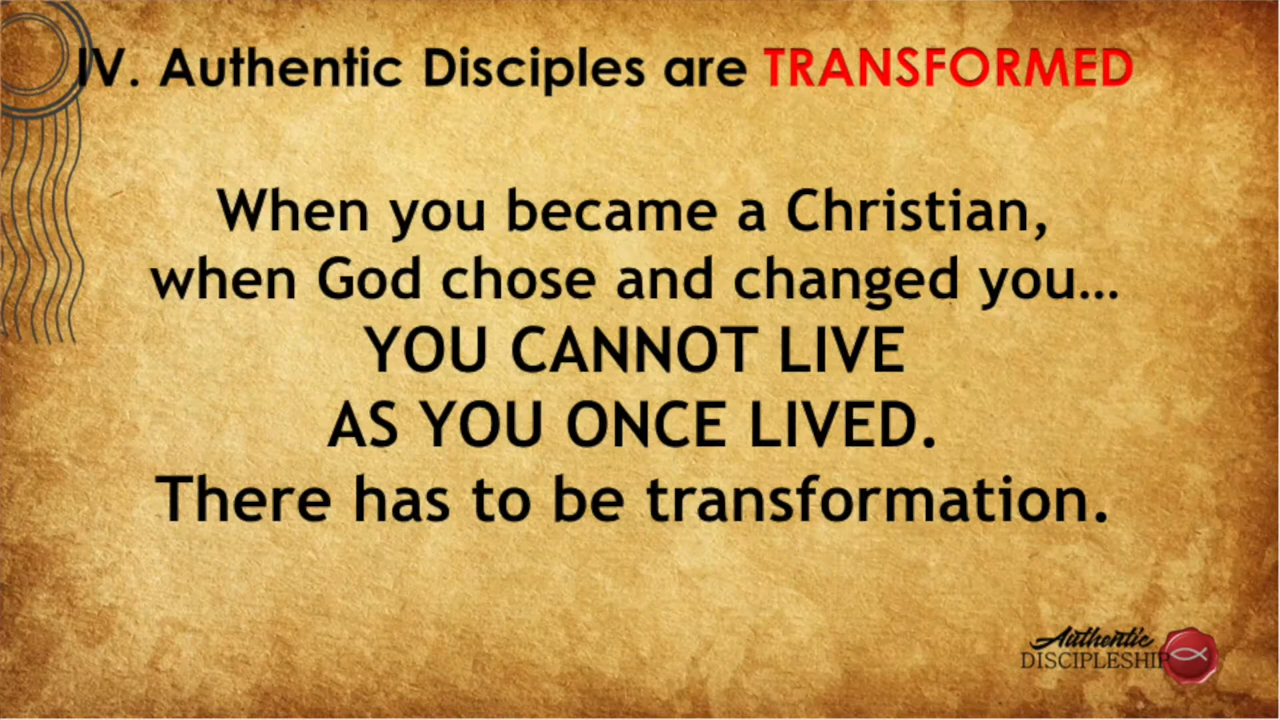 IV. Authentic Disciples are TRANSFORMED
When you became a Christian,
when God chose and changed you...
YOU CANNOT LIVE
AS YOU ONCE LIVED.
There has to be transformation.
Authentic
DISCIPLESHIP